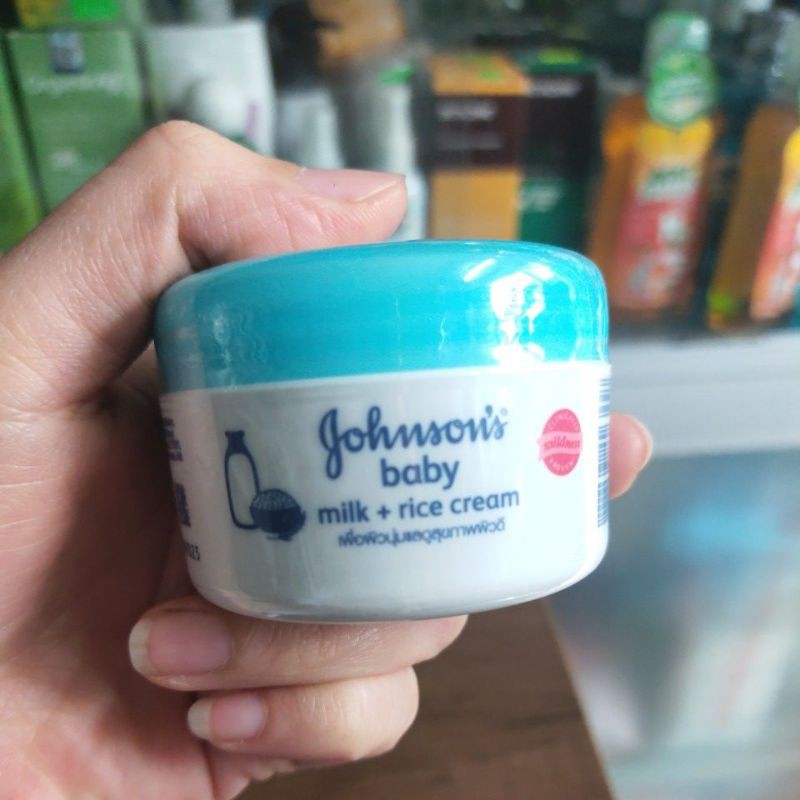 Johnson's®
baby
milk + rice cream
เพื่อผิวนุ่มแลดูสุขภาพผิวดี
mildness